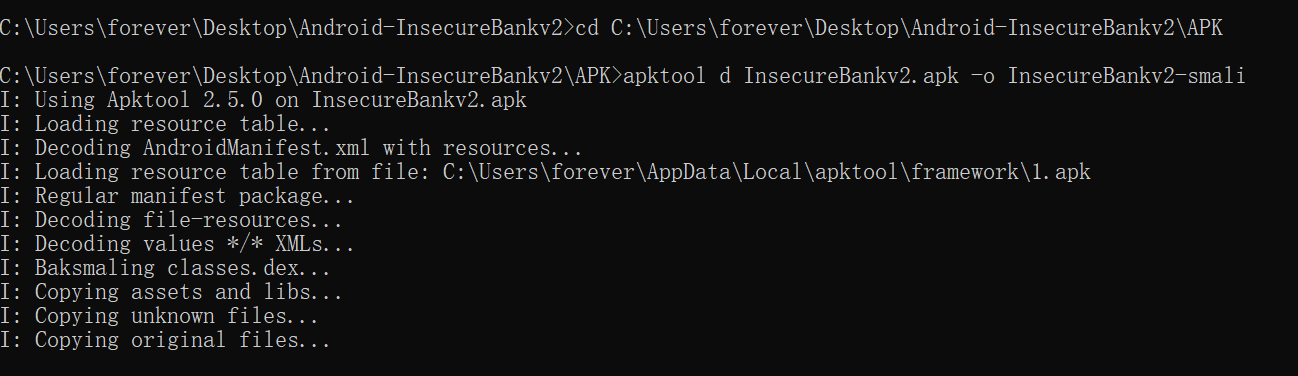 C:\Users\forever\Desktop\Android-InsecureBankv2>cd C:\Users\forever\Desktop\Android-InsecureBankv2\APK
C:\Users\forever\Desktop\Android-InsecureBankv2\APK>apktool d InsecureBankv2.apk -o InsecureBankv2-smali
I: Using Apktool 2.5.0 on InsecureBankv2.apk
I: Loading resource table...
I: Decoding AndroidManifest.xml with resources...
I: Loading resource table from file: C:\Users\forever\AppData\Local\apktool\framework\1.apk
I: Regular manifest package...
I: Decoding file-resources...
I: Decoding values */* XMLs...
I: Baksmaling classes.dex...
I: Copying assets and libs...
I: Copying unknown files...
I: Copying original files...